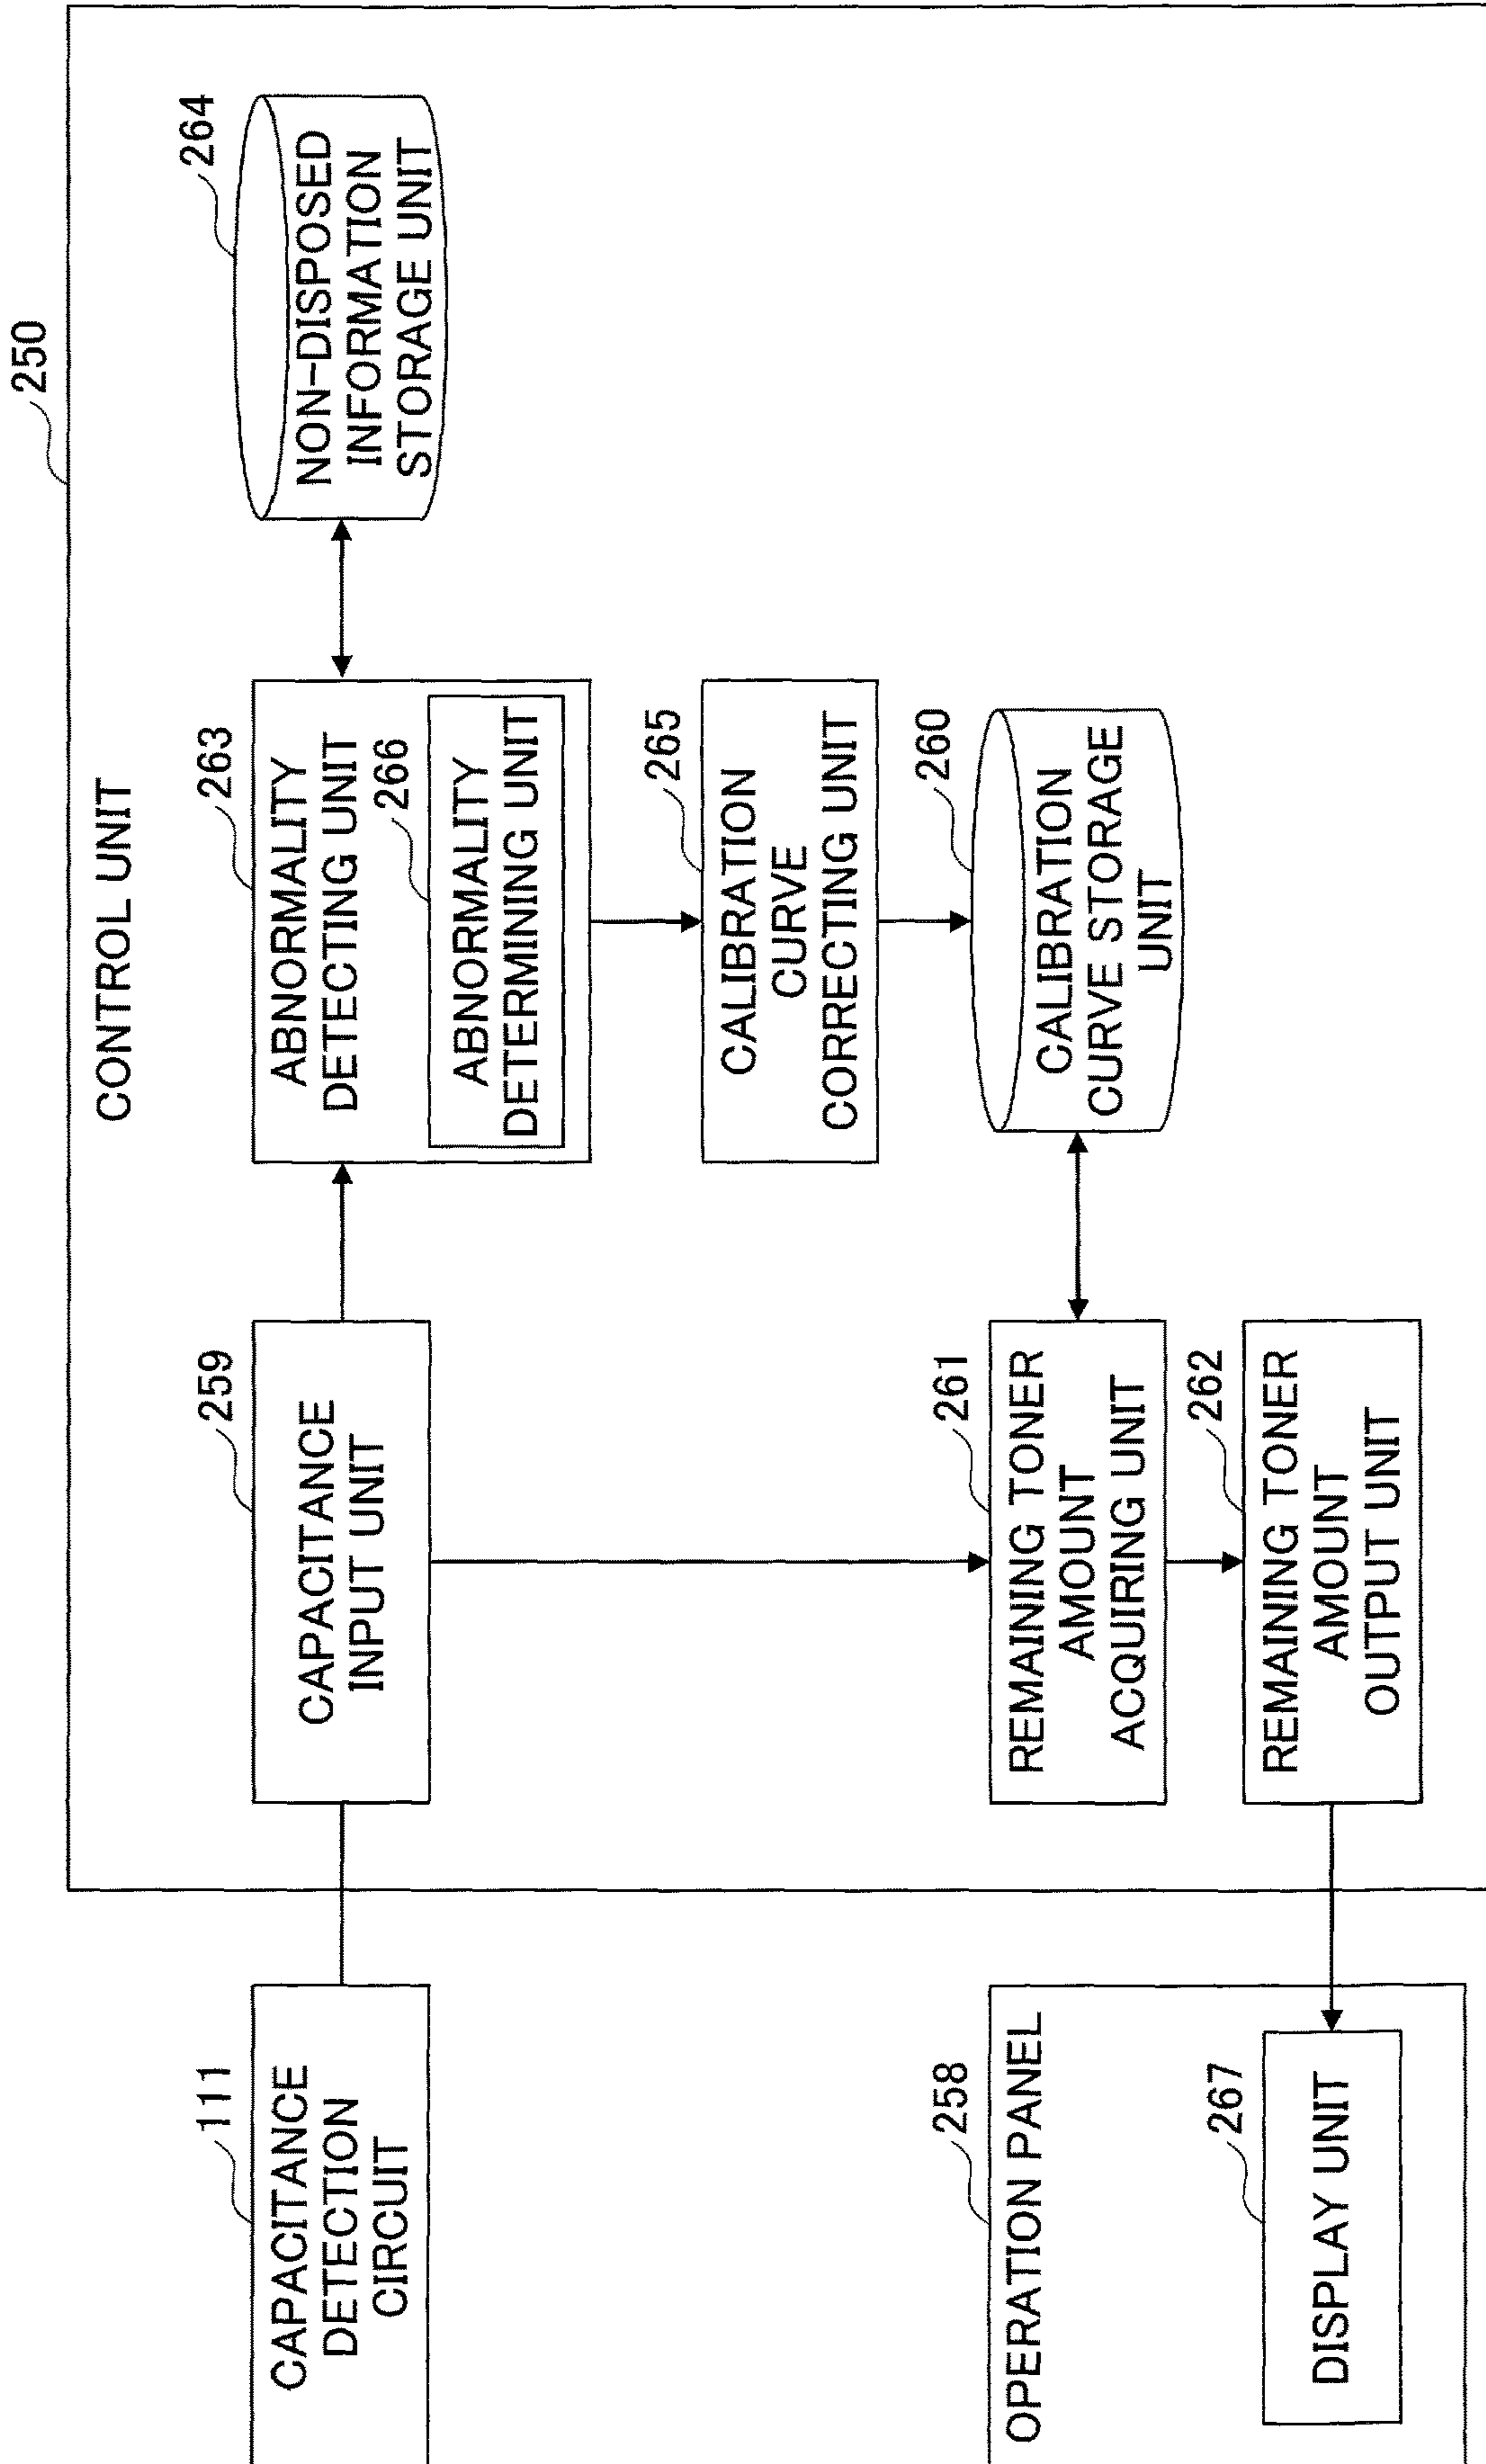 250
CONTROL UNIT
111
CAPACITANCE
DETECTION
CIRCUIT
259
CAPACITANCE
INPUT UNIT
263
ABNORMALITY
DETECTING UNIT
266
ABNORMALITY
DETERMINING UNIT
264
NON-DISPOSED
INFORMATION
STORAGE UNIT
265
CALIBRATION
CURVE
CORRECTING UNIT
260
CALIBRATION
CURVE STORAGE
UNIT
261
REMAINING TONER
AMOUNT
ACQUIRING UNIT
262
REMAINING TONER
AMOUNT
OUTPUT UNIT
258
OPERATION PANEL
267
DISPLAY UNIT